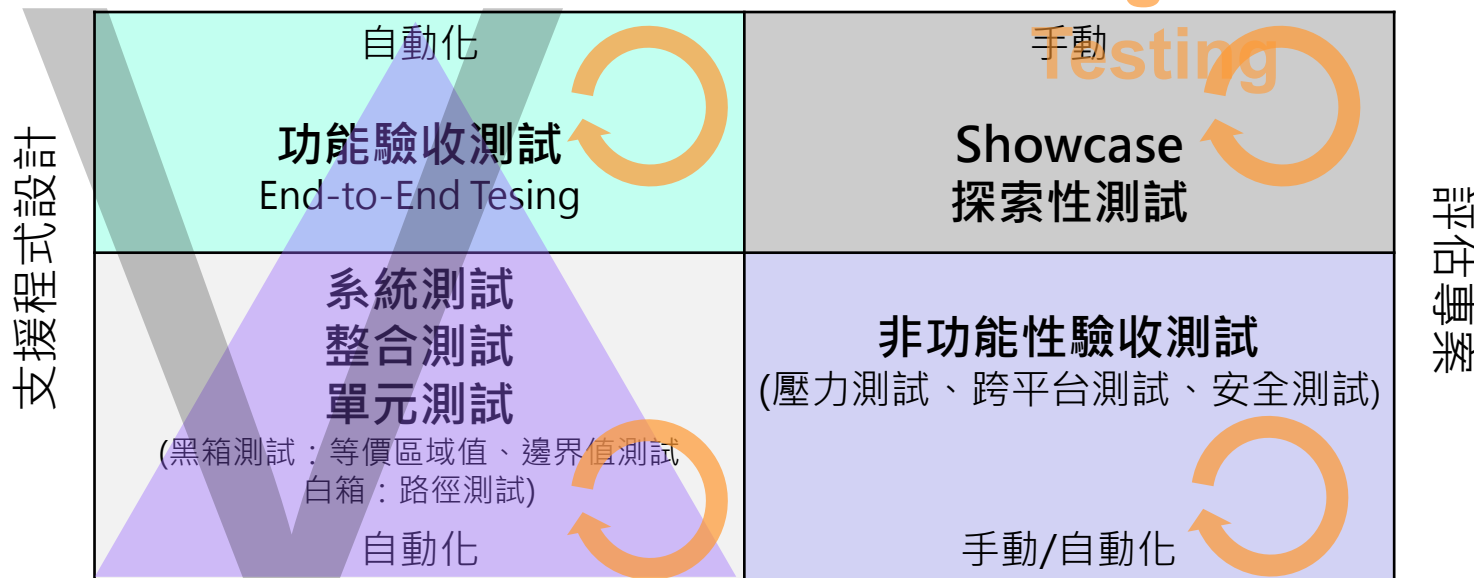 Testing
自動化
手動
功能驗收測試
End-to-End Tesing
Showcase
探索性測試
支援程式設計
評估專案
系統測試
整合測試
單元測試
(黑箱測試：等價區域值、邊界值測試
白箱：路徑測試)
自動化
非功能性驗收測試
(壓力測試、跨平台測試、安全測試)
手動/自動化